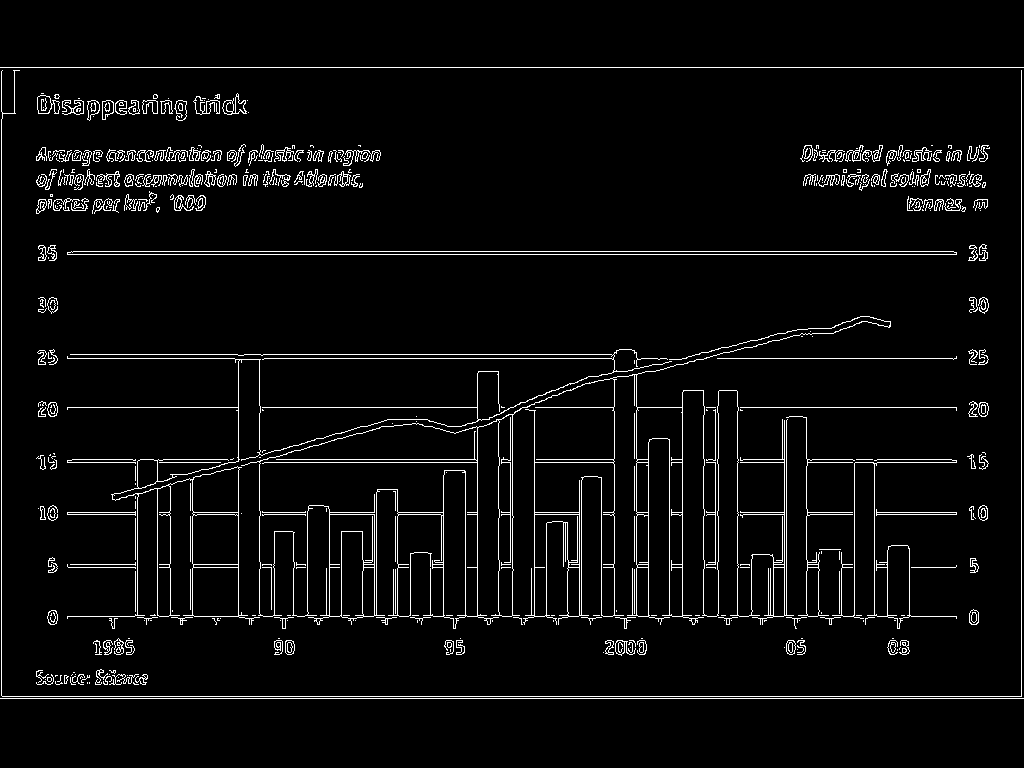 Disappearing trick
Average concentration of plastic in region
of highest accumulation in the Atlantic,
pieces per km², '000
Discarded plastic in US
municipal solid waste,
tonnes, m
35 35
30 30
25 25
20 20
15 15
10 10
5 5
0 0
1985 90 95 2000 05 08
Source: Science